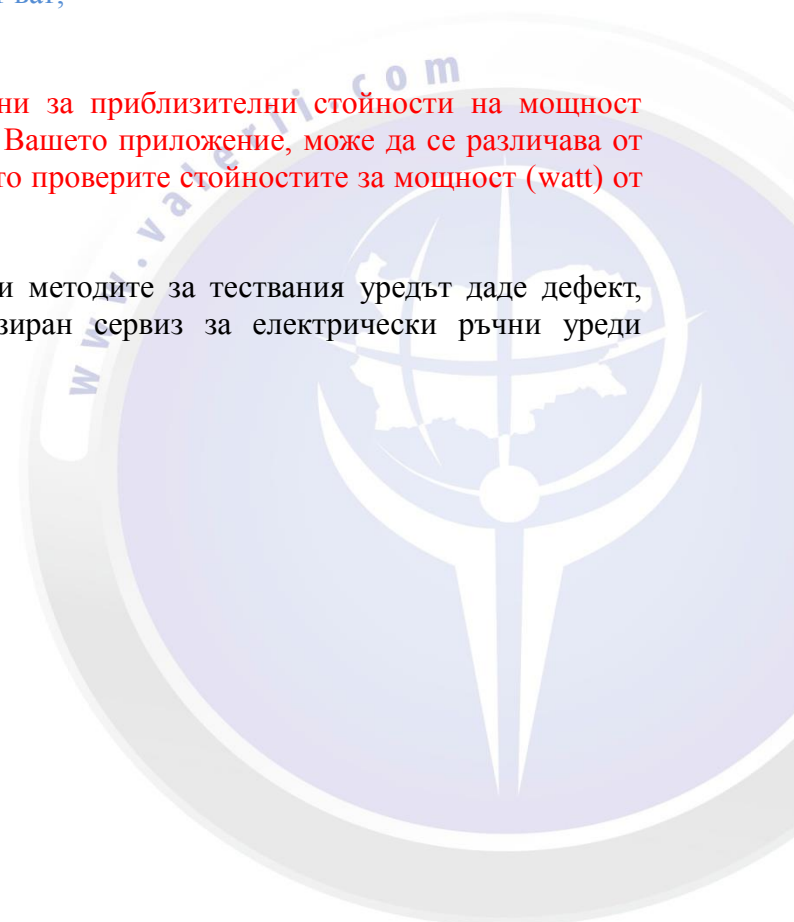 ват,
ни за приблизителни стойности на мощност
Вашето приложение, може да се различава от
то проверите стойностите за мощност (watt) от
и методите за тествания уредът даде дефект,
зиран сервиз за електрически ръчни уреди
www.valerii.com